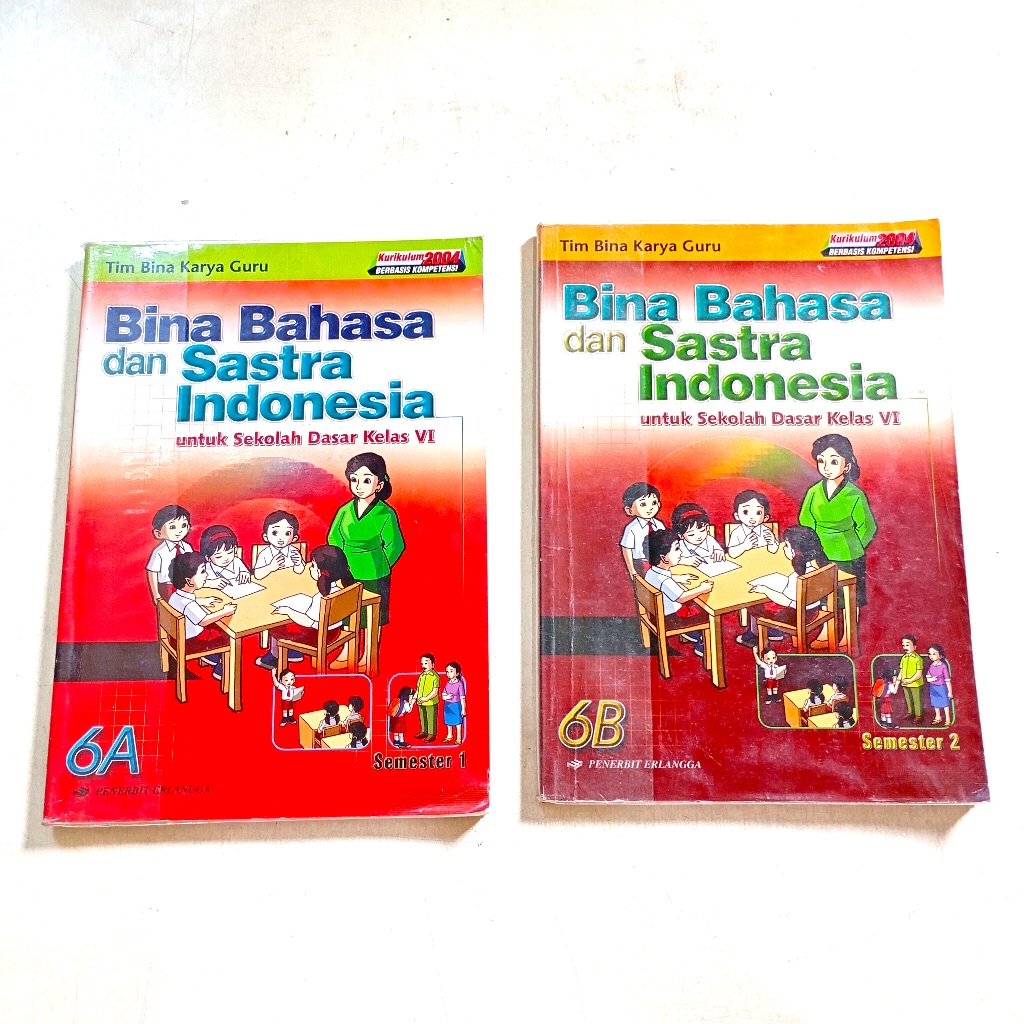 Tim Bina Karya Guru
Kurikulum 2004
BERBASIS KOMPETENSI
Bina Bahasa
dan Sastra
Indonesia
untuk Sekolah Dasar Kelas VI
6A
Semester 1
PENERBIT ERLANGGA
Tim Bina Karya Guru
Kurikulum 2004
BERBASIS KOMPETENSI
Bina Bahasa
dan Sastra
Indonesia
untuk Sekolah Dasar Kelas VI
6B
Semester 2
PENERBIT ERLANGGA